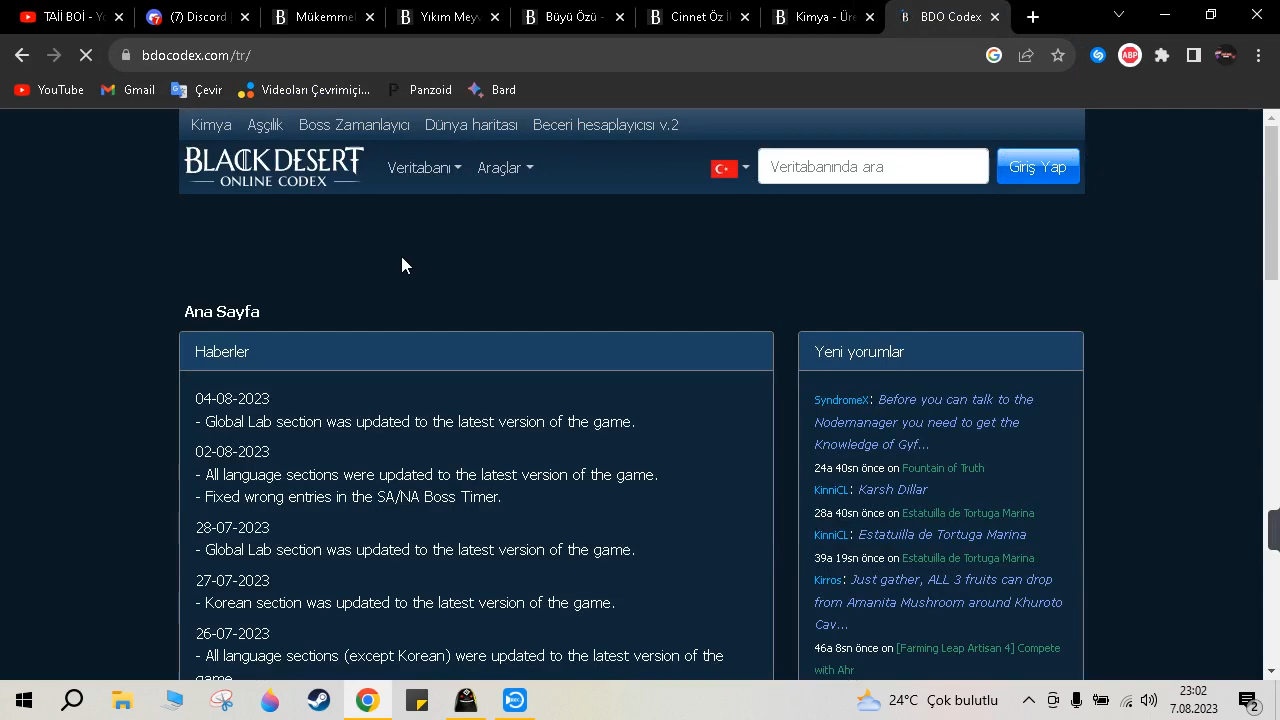 TAİİ BOİ - Yo
(7) Discord
Mükemmel
Yıkım Meyv
Büyü Özü -
Cinnet Öz İ
Kimya - Üre
BDO Codex
bdocodex.com/tr/
YouTube
Gmail
Çevir
Videoları Çevrimiçi...
Panzoid
Bard
ABP
Kimya
Aşçılık
Boss Zamanlayıcı
Dünya haritası
Beceri hesaplayıcısı v.2
BLACK DESERT
ONLINE CODEX
Veritabanı
Araçlar
Veritabanında ara
Giriş Yap
Ana Sayfa
Haberler
04-08-2023
- Global Lab section was updated to the latest version of the game.
02-08-2023
- All language sections were updated to the latest version of the game.
- Fixed wrong entries in the SA/NA Boss Timer.
28-07-2023
- Global Lab section was updated to the latest version of the game.
27-07-2023
- Korean section was updated to the latest version of the game.
26-07-2023
- All language sections (except Korean) were updated to the latest version of the
game.
Yeni yorumlar
SyndromeX: Before you can talk to the
Nodemanager you need to get the
Knowledge of Gyf...
24a 40sn önce on Fountain of Truth
KinniCL: Karsh Dillar
28a 40sn önce on Estatuilla de Tortuga Marina
KinniCL: Estatuilla de Tortuga Marina
39a 19sn önce on Estatuilla de Tortuga Marina
Kirros: Just gather, ALL 3 fruits can drop
from Amanita Mushroom around Khuroto
Cav...
46a 8sn önce on [Farming Leap Artisan 4] Compete
with Ahr
24°C Çok bulutlu
23:02
7.08.2023
2